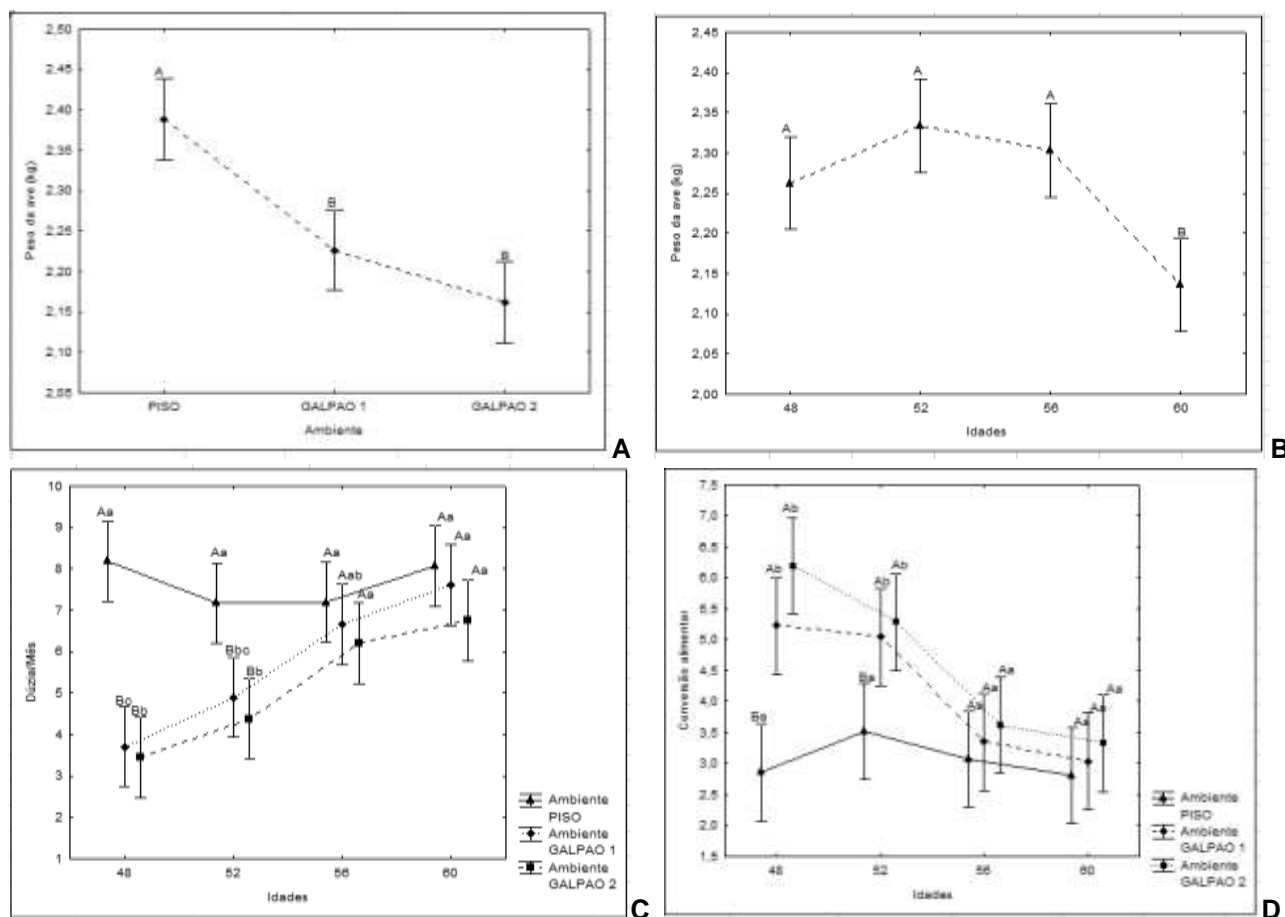 2,50
2,45
2,40
2,35
2,30
2,25
2,20
2,15
2,10
2,05
Peso da ave (kg)
A
B
B
PISO
GALPAO 1
GALPAO 2
Ambiente
A
2,45
2,40
2,35
2,30
2,25
2,20
2,15
2,10
2,05
2,00
Peso da ave (kg)
A
A
A
B
48
52
56
60
Idades
B
10
9
8
7
6
5
4
3
2
1
Dúzia/Mês
Aa
Aa
Aa
Aa
Aab
Aa
Aa
Aa
Bbc
Bb
Bc
Bb
48
52
56
60
Idades
Ambiente
PISO
Ambiente
GALPAO 1
Ambiente
GALPAO 2
C
7,5
7,0
6,5
6,0
5,5
5,0
4,5
4,0
3,5
3,0
2,5
2,0
1,5
Conversão alimentar
Ab
Ab
Ab
Ab
Ba
Ba
Aa
Aa
Aa
Aa
Aa
Aa
48
52
56
60
Idades
Ambiente
PISO
Ambiente
GALPAO 1
Ambiente
GALPAO 2
D